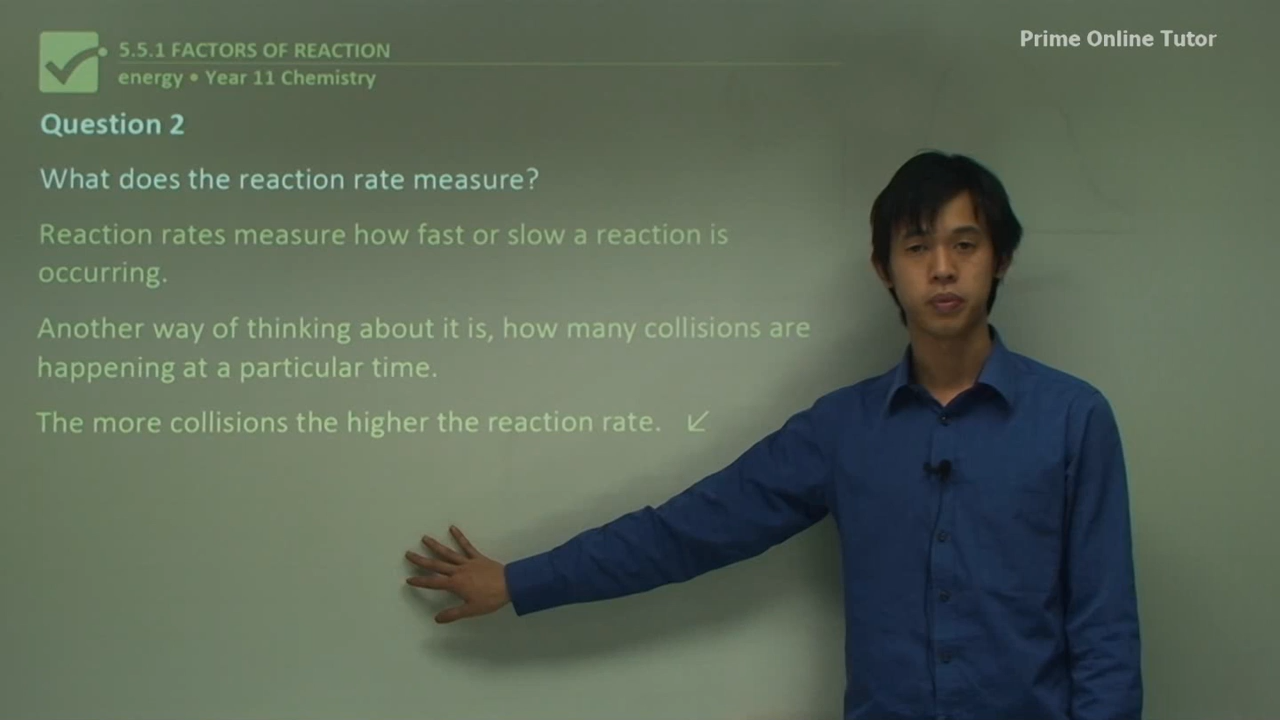 Prime Online Tutor
5.5.1 FACTORS OF REACTION
energy • Year 11 Chemistry
Question 2
What does the reaction rate measure?
Reaction rates measure how fast or slow a reaction is
occurring.
Another way of thinking about it is, how many collisions are
happening at a particular time.
The more collisions the higher the reaction rate.